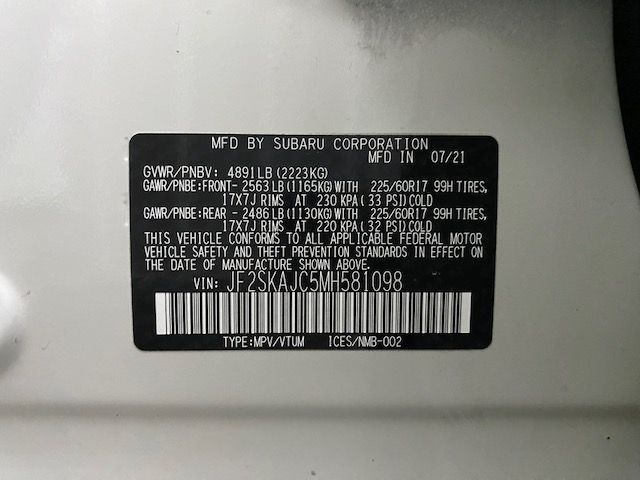 MFD BY SUBARU CORPORATION
MFD IN 07/21
GVWR/PNBV: 4891LB (2223KG)
GAWR/PNBE:FRONT- 2563LB(1165KG)WITH 225/60R17 99H TIRES,
17X7J RIMS AT 230 KPA( 33 PSI)COLD
GAWR/PNBE:REAR - 2486LB(1130KG)WITH 225/60R17 99H TIRES,
17X7J RIMS AT 220 KPA( 32 PSI)COLD
THIS VEHICLE CONFORMS TO ALL APPLICABLE FEDERAL MOTOR
VEHICLE SAFETY AND THEFT PREVENTION STANDARDS IN EFFECT ON
THE DATE OF MANUFACTURE SHOWN ABOVE.
VIN: JF2SKAJC5MH581098
TYPE:MPV/VTUM ICES/NMB-002